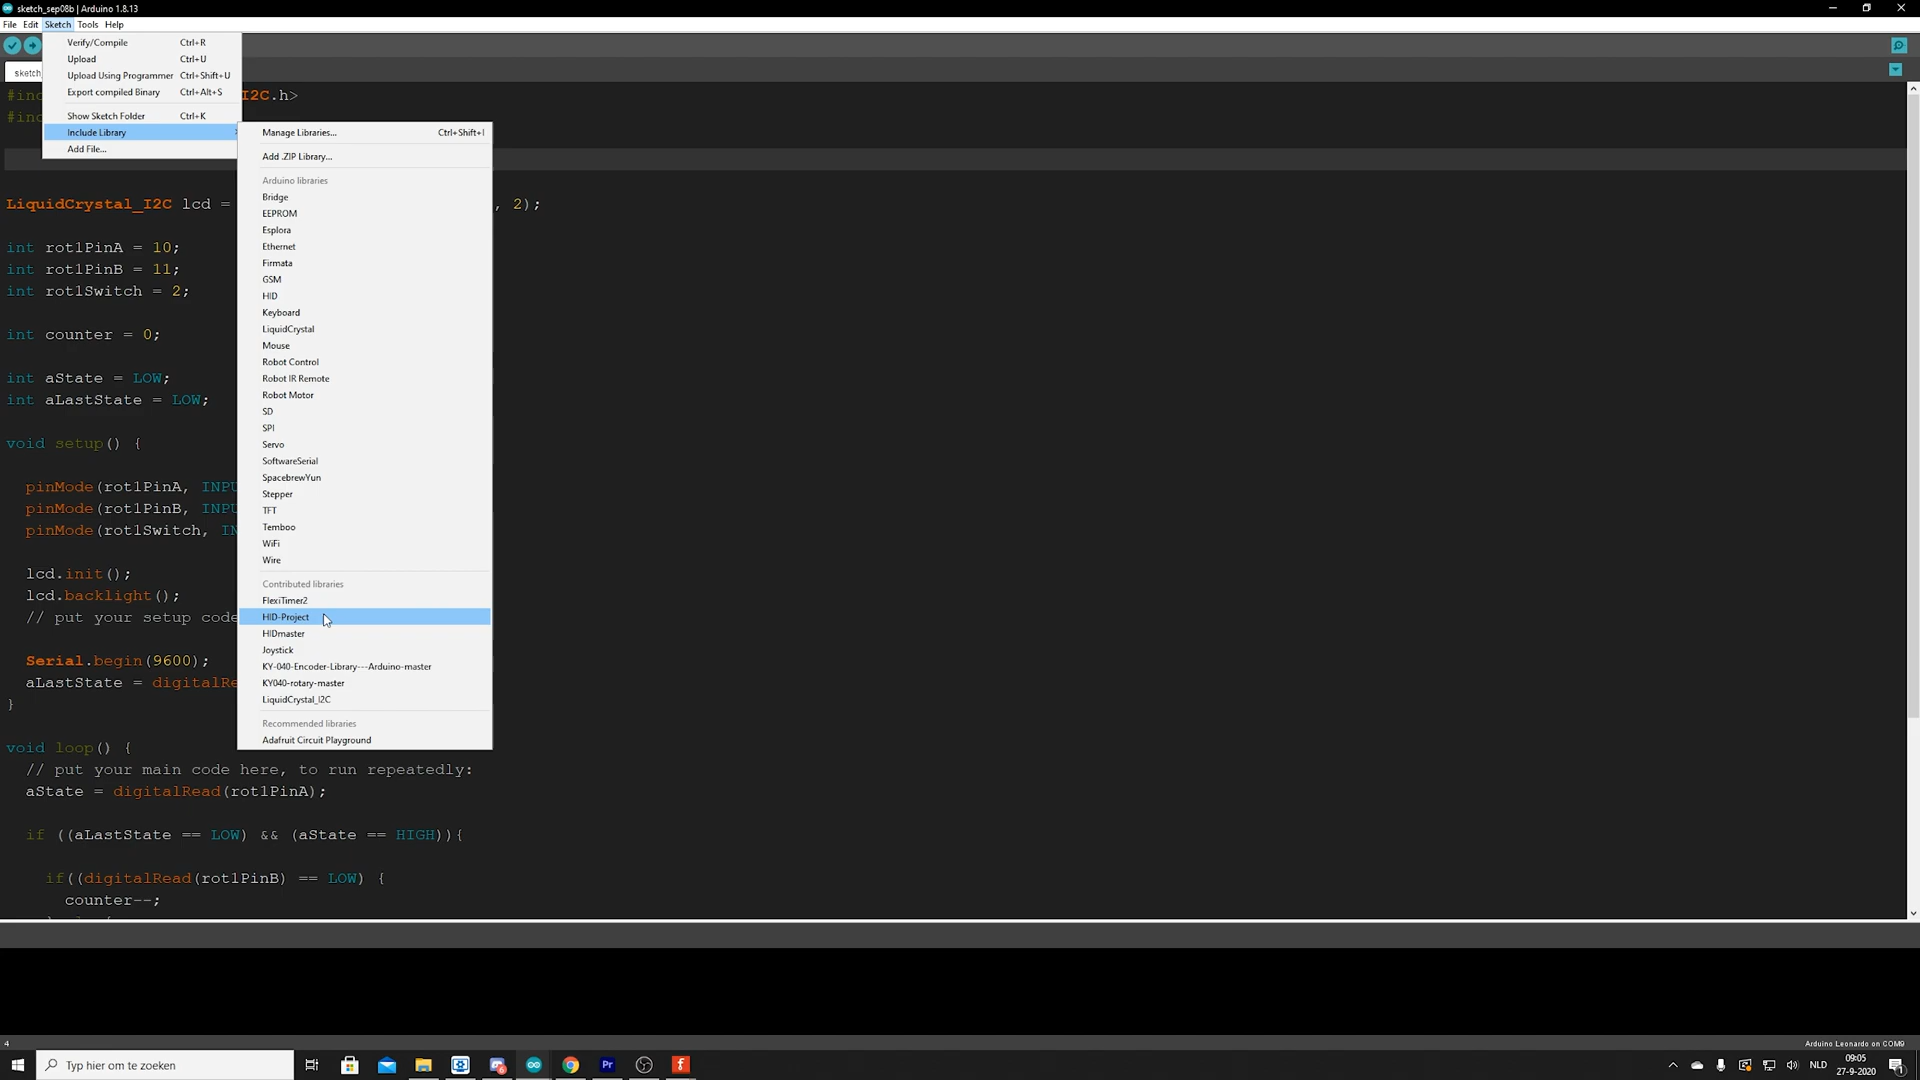 sketch_sep08b | Arduino 1.8.13
File Edit Sketch Tools Help
Verify/Compile Ctrl+R
Upload Ctrl+U
Upload Using Programmer Ctrl+Shift+U
Export compiled Binary Ctrl+Alt+S
Show Sketch Folder Ctrl+K
Include Library
Add File...
sketch
#inc I2C.h>
#inc
Manage Libraries... Ctrl+Shift+I
Add .ZIP Library...
Arduino libraries
Bridge
EEPROM
Esplora
Ethernet
Firmata
GSM
HID
Keyboard
LiquidCrystal
Mouse
Robot Control
Robot IR Remote
Robot Motor
SD
SPI
Servo
SoftwareSerial
SpacebrewYun
Stepper
TFT
Temboo
WiFi
Wire
Contributed libraries
FlexiTimer2
HID-Project
HIDmaster
Joystick
KY-040-Encoder-Library---Arduino-master
KY040-rotary-master
LiquidCrystal_I2C
Recommended libraries
Adafruit Circuit Playground
LiquidCrystal_I2C lcd = , 2);
int rot1PinA = 10;
int rot1PinB = 11;
int rot1Switch = 2;
int counter = 0;
int aState = LOW;
int aLastState = LOW;
void setup() {
pinMode(rot1PinA, INPU
pinMode(rot1PinB, INPU
pinMode(rot1Switch, IN
lcd.init();
lcd.backlight();
// put your setup code
Serial.begin(9600);
aLastState = digitalRe
}
void loop() {
// put your main code here, to run repeatedly:
aState = digitalRead(rot1PinA);
if ((aLastState == LOW) && (aState == HIGH)){
if((digitalRead(rot1PinB) == LOW) {
counter--;
4
Arduino Leonardo on COM9
Typ hier om te zoeken
Pr
f
NLD
09:05
27-9-2020